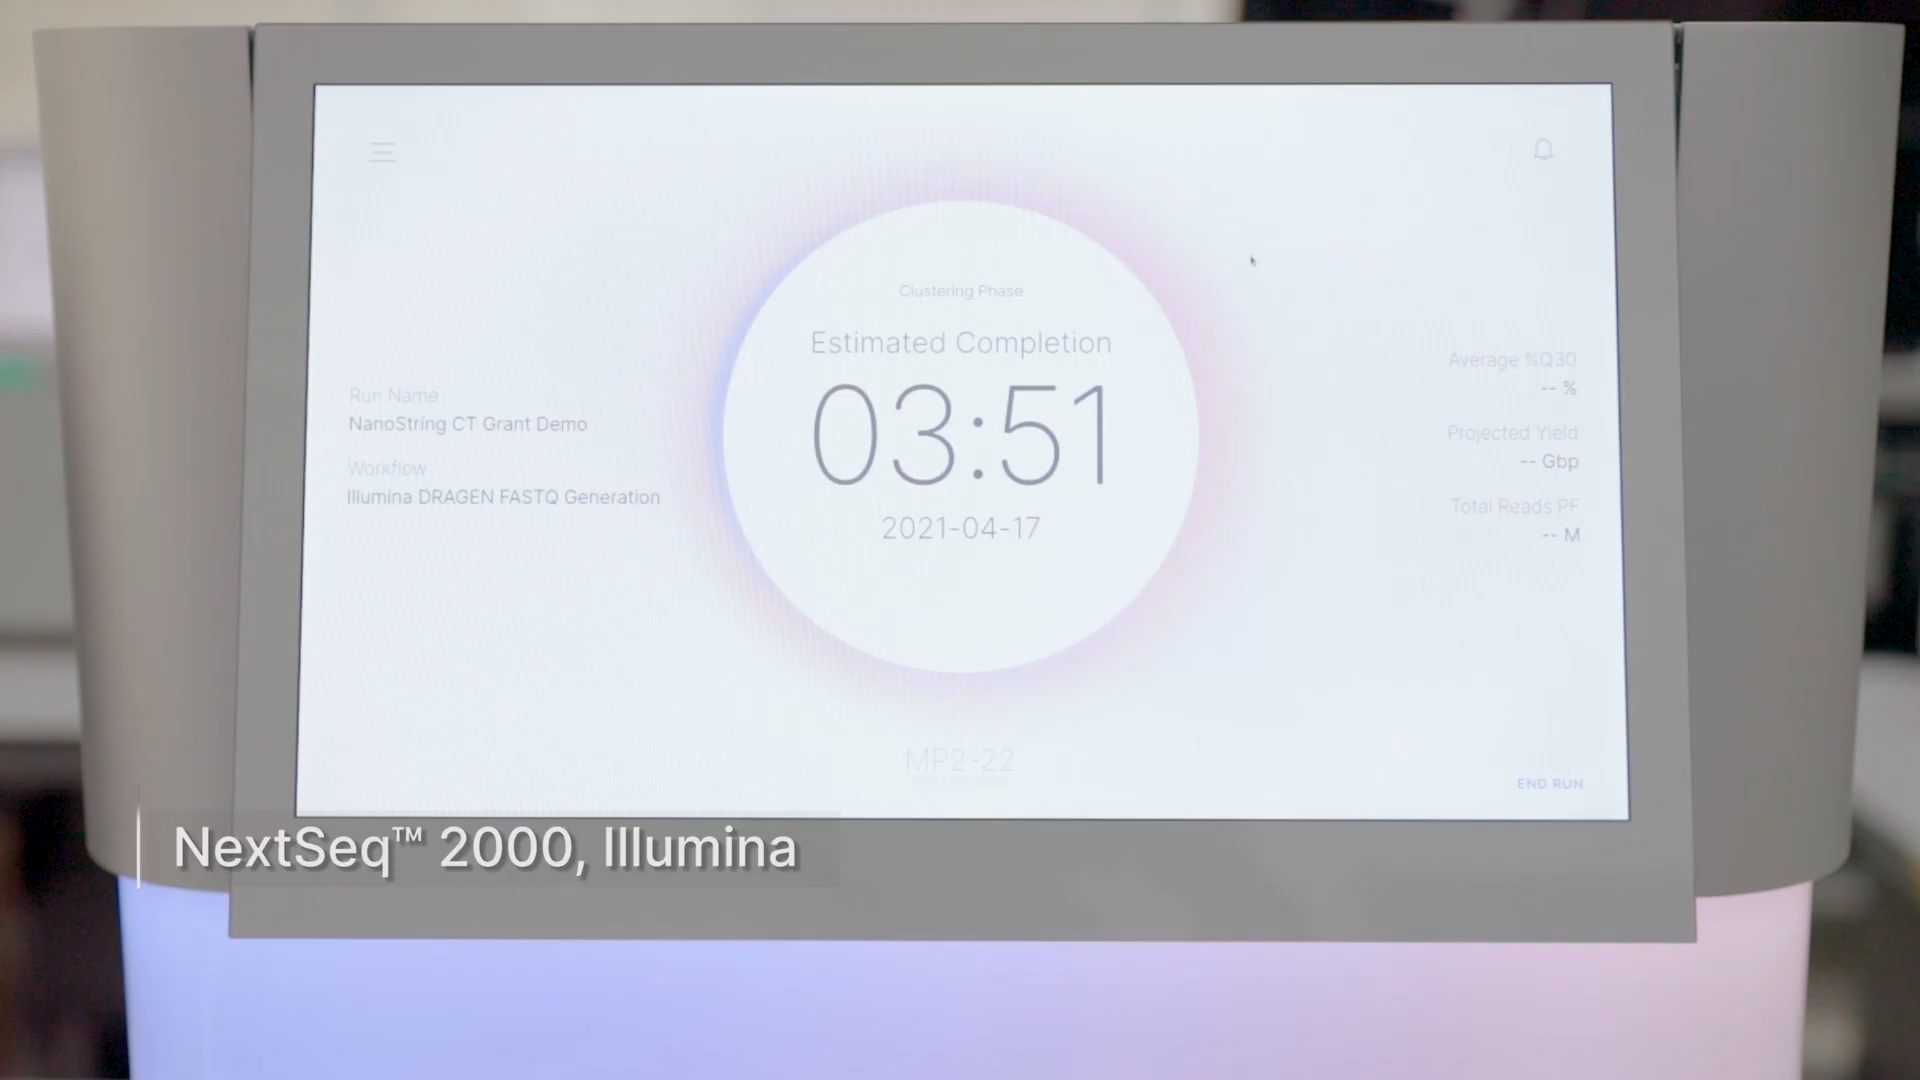 Clustering Phase
Estimated Completion
03:51
2021-04-17
Run Name
NanoString CT Grant Demo
Workflow
Illumina DRAGEN FASTQ Generation
Average %Q30
-- %
Projected Yield
-- Gbp
Total Reads PF
-- M
MP2-22
END RUN
NextSeq™ 2000, Illumina